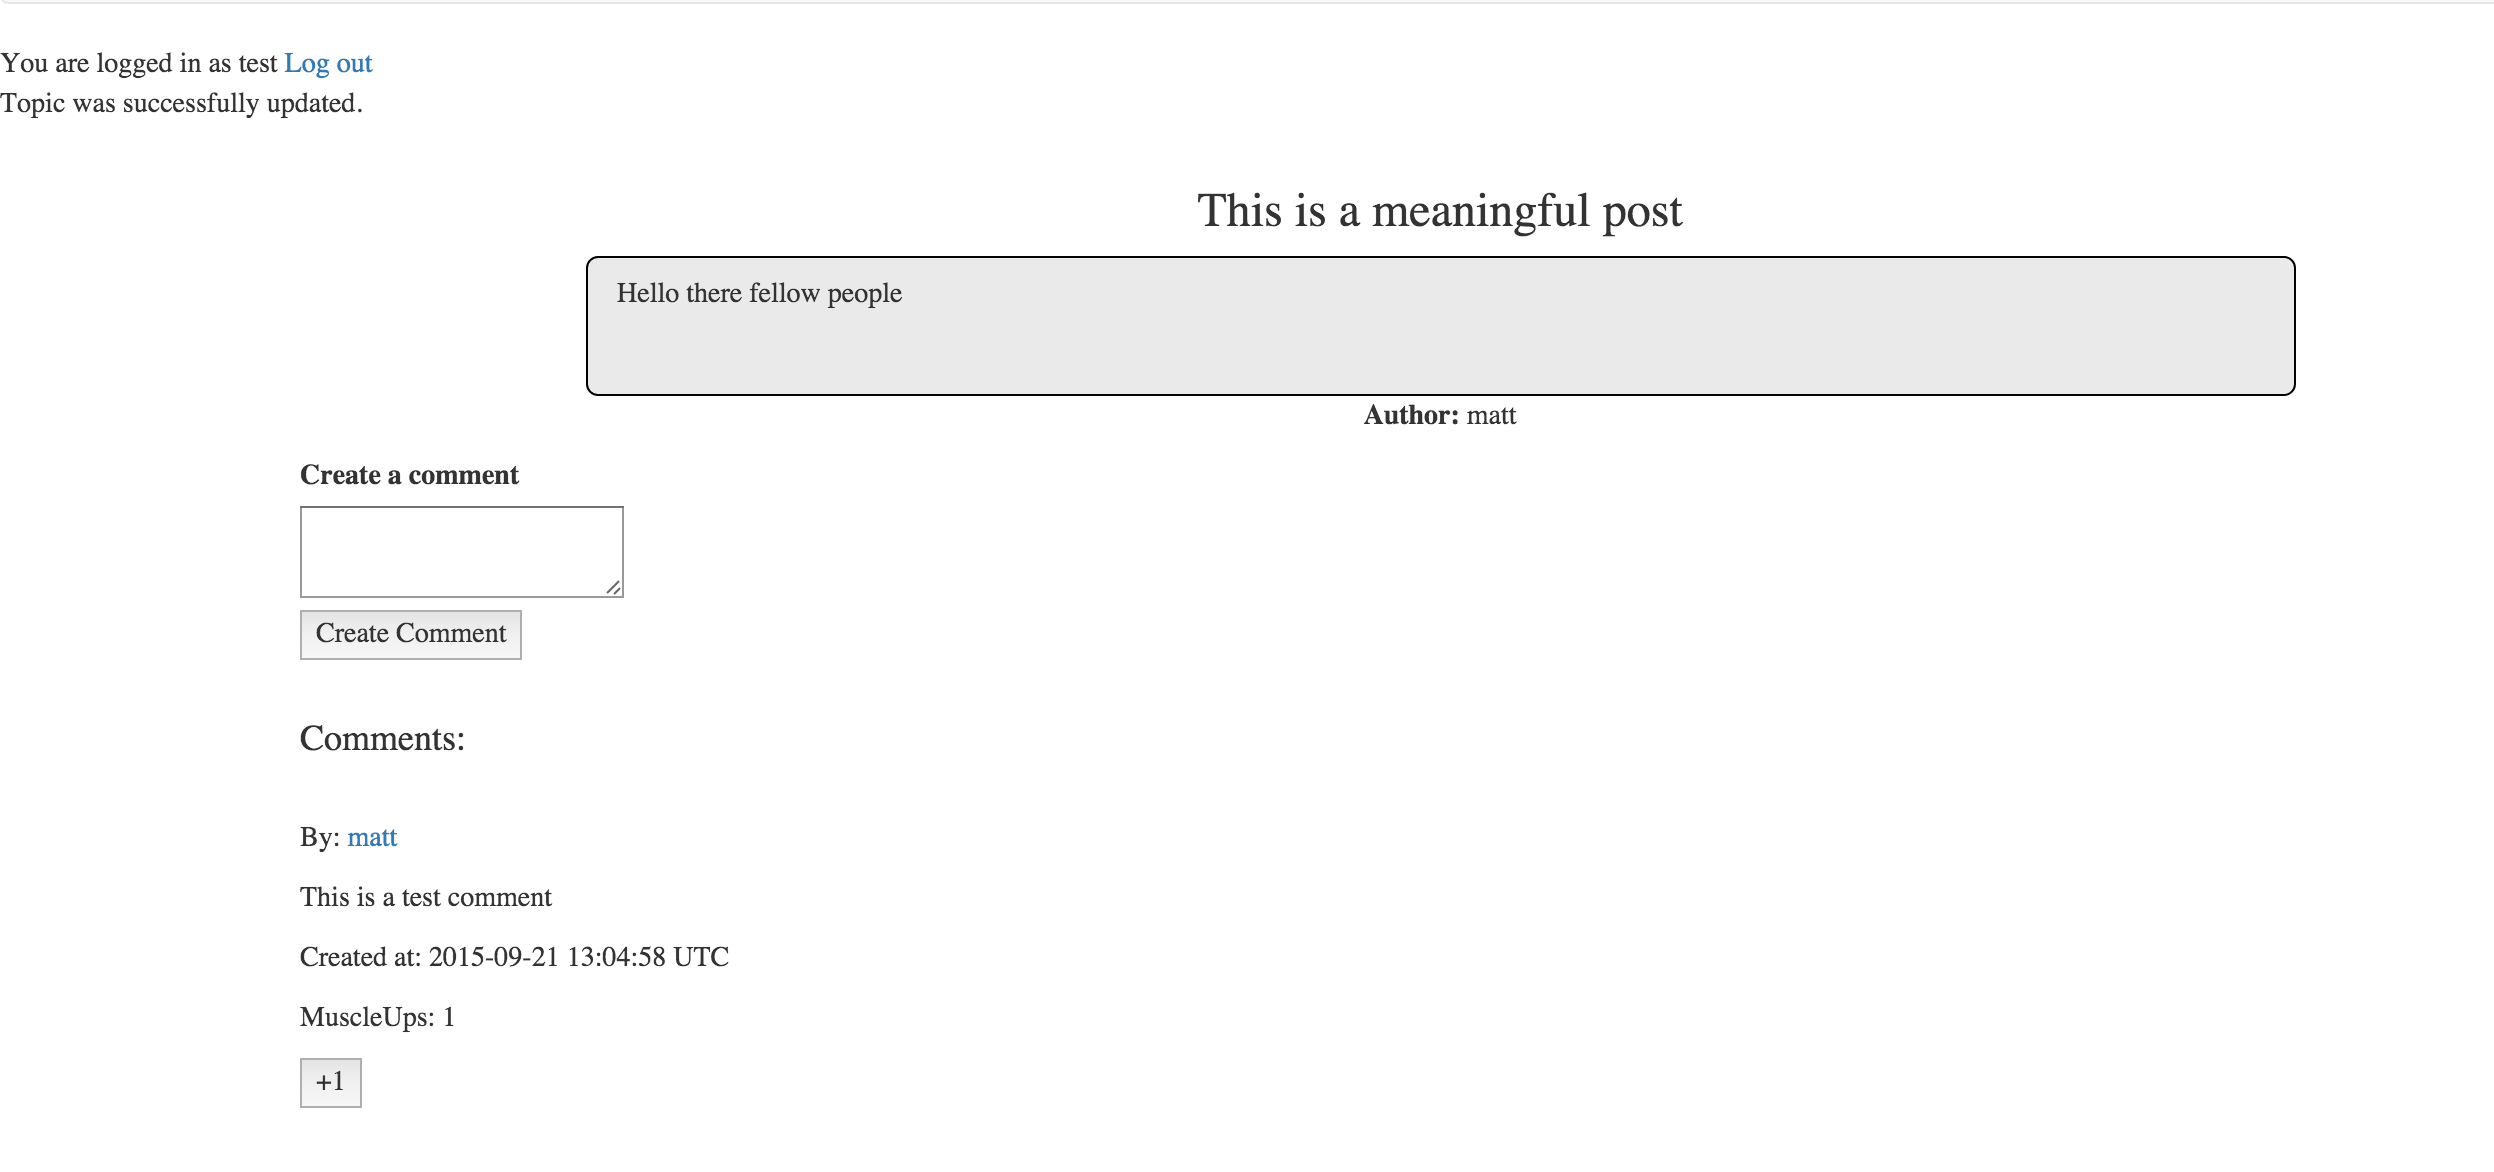 You are logged in as test Log out
Topic was successfully updated.
This is a meaningful post
Hello there fellow people
Author: matt
Create a comment
Create Comment
Comments:
By: matt
This is a test comment
Created at: 2015-09-21 13:04:58 UTC
MuscleUps: 1
+1